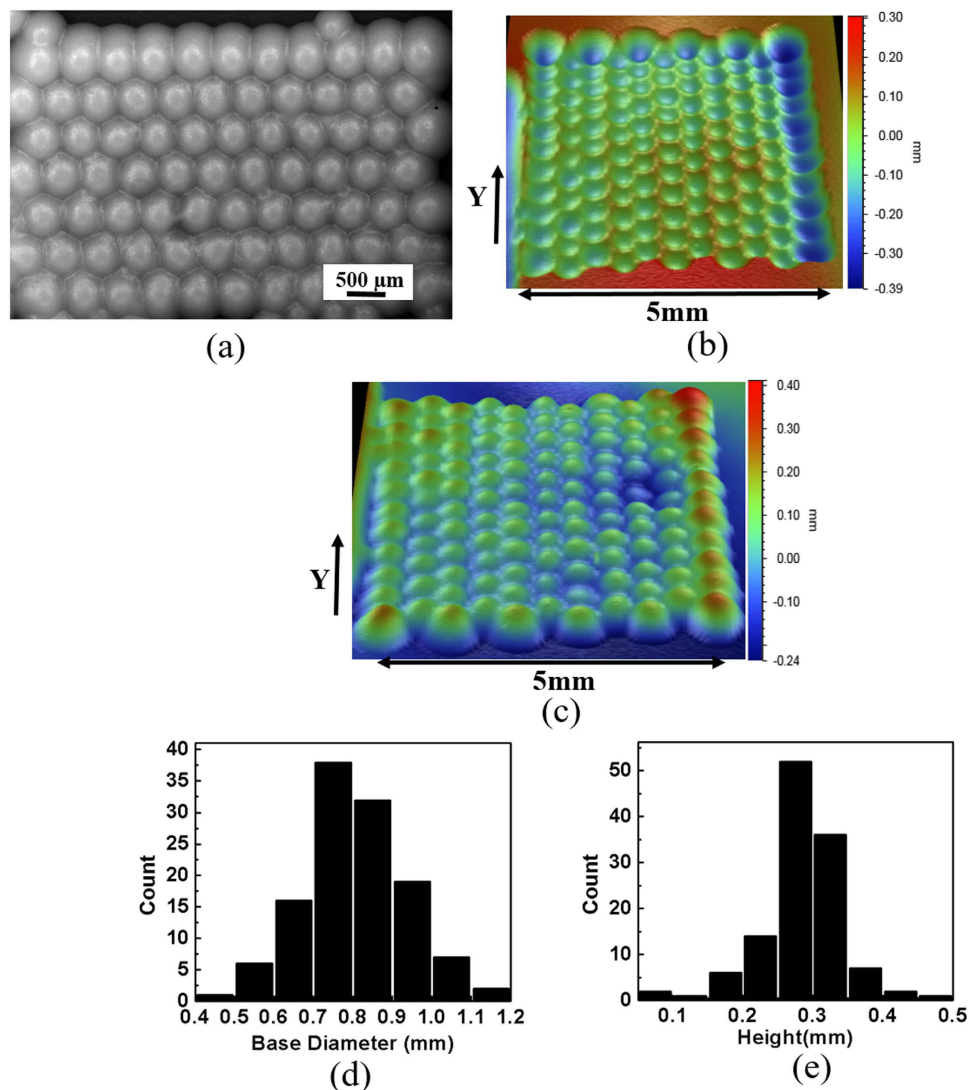 500 μm
(a)
Y
5mm
(b)
0.30
0.20
0.10
0.00
-0.10
-0.20
-0.30
-0.39
mm
Y
5mm
(c)
0.40
0.30
0.20
0.10
0.00
-0.10
-0.24
mm
Count
40
35
30
25
20
15
10
5
0
0.4 0.5 0.6 0.7 0.8 0.9 1.0 1.1 1.2
Base Diameter (mm)
(d)
Count
50
40
30
20
10
0
0.1 0.2 0.3 0.4 0.5
Height(mm)
(e)